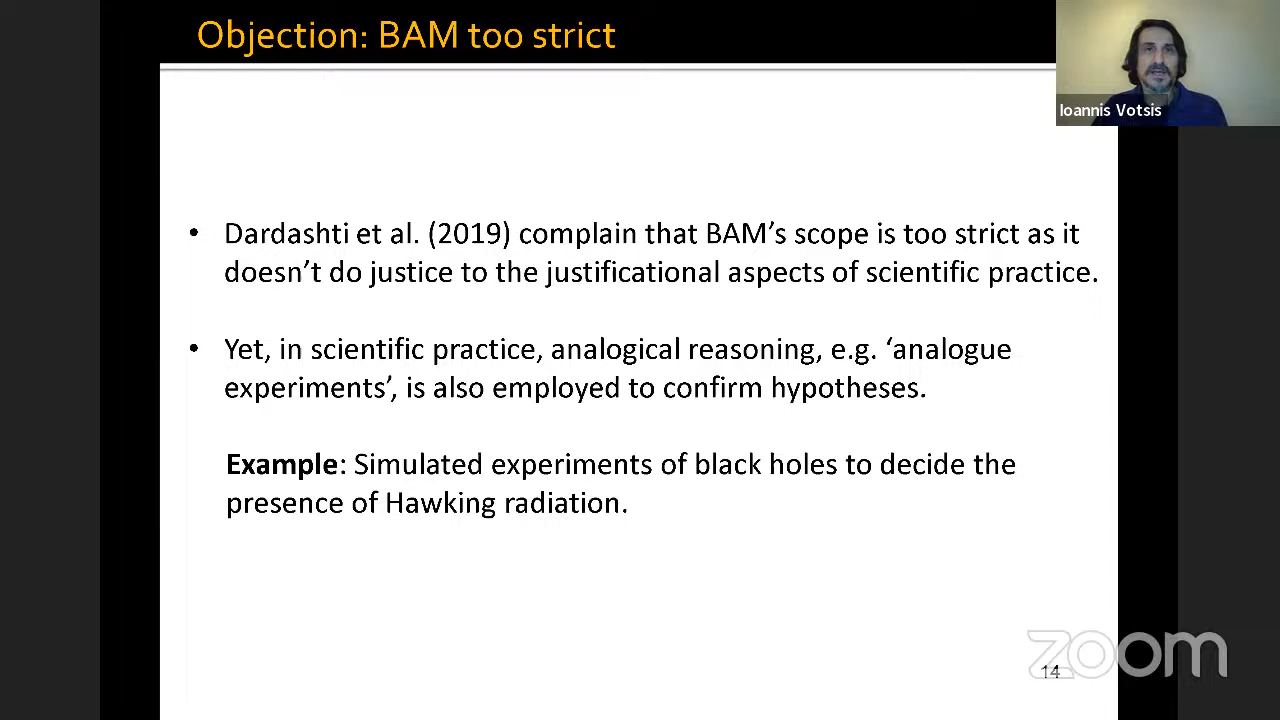 Objection: BAM too strict
Ioannis Votsis
• Dardashti et al. (2019) complain that BAM’s scope is too strict as it
doesn’t do justice to the justificational aspects of scientific practice.
• Yet, in scientific practice, analogical reasoning, e.g. ‘analogue
experiments’, is also employed to confirm hypotheses.
Example: Simulated experiments of black holes to decide the
presence of Hawking radiation.
zoom
14